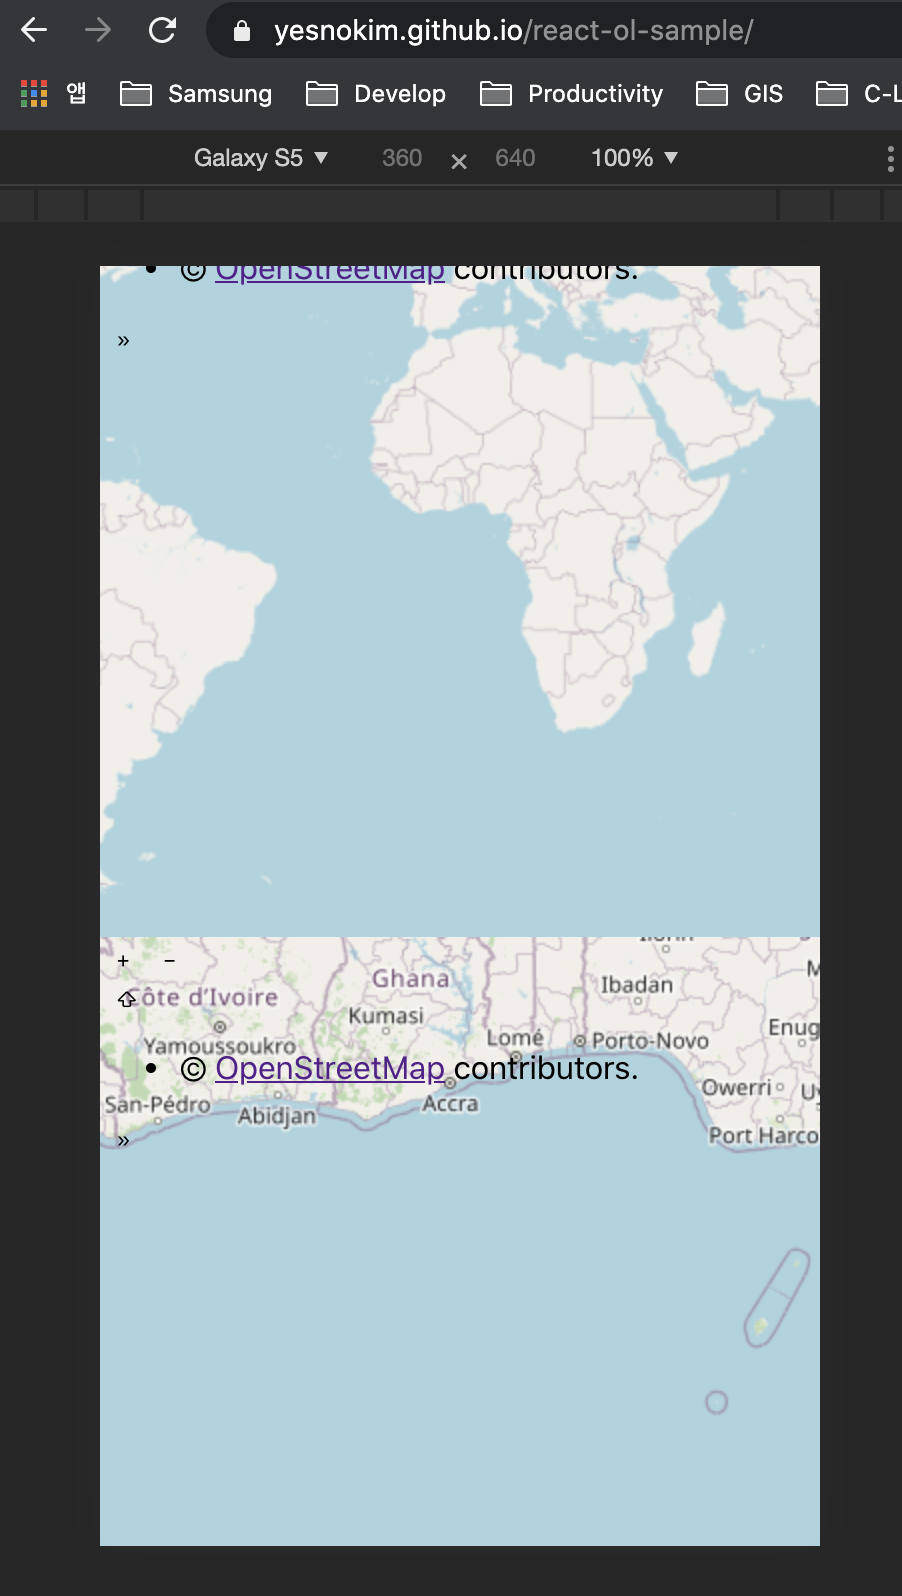 yesnokim.github.io/react-ol-sample/
앱 Samsung Develop Productivity GIS
Galaxy S5 ▼ 360 × 640 100% ▼
• © OpenStreetMap contributors.
»
+ −
Ghana
Ibadan
Côte d’Ivoire
Kumasi
Enug
Yamoussoukro
Lomé
Porto-Novo
• © OpenStreetMap contributors.
Owerri
San-Pédro
Abidjan
Accra
Port Harco
»